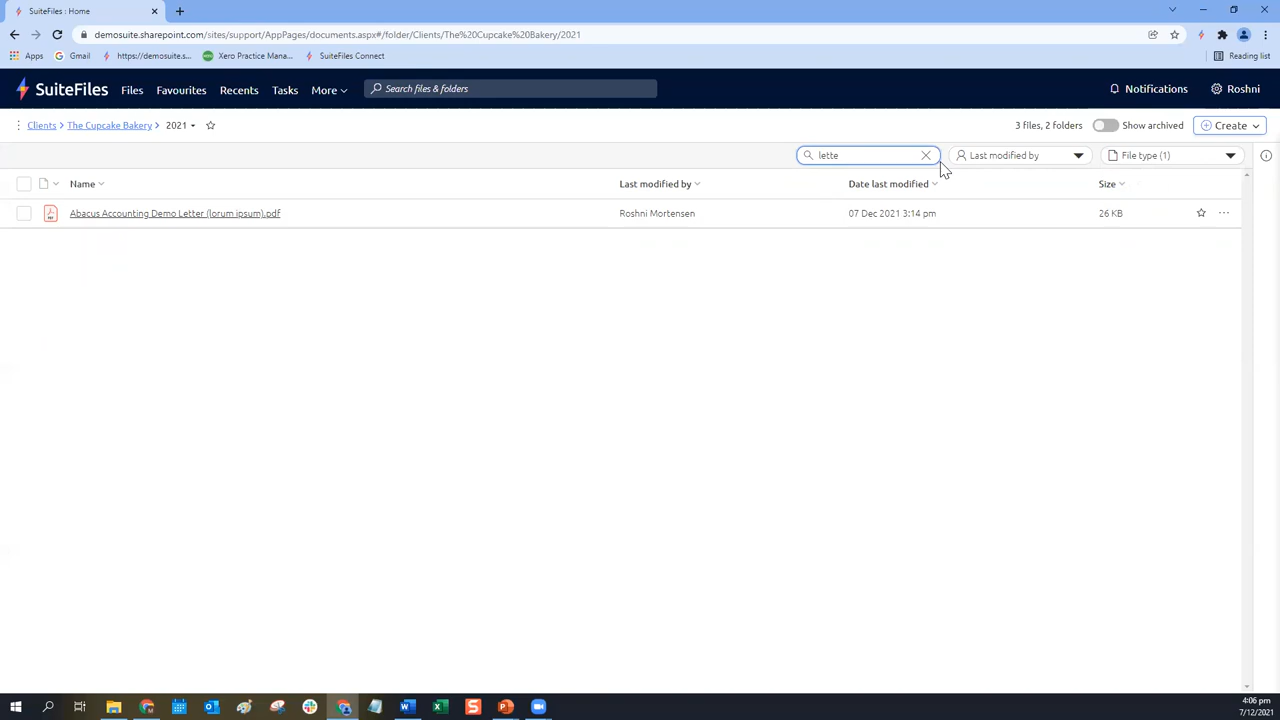 SuiteFiles : Home
demosuite.sharepoint.com/sites/support/AppPages/documents.aspx#/folder/Clients/The%20Cupcake%20Bakery/2021
Apps Gmail https://demosuite.s... Xero Practice Mana... SuiteFiles Connect Reading list
SuiteFiles Files Favourites Recents Tasks More Search files & folders Notifications Roshni
Clients > The Cupcake Bakery > 2021 3 files, 2 folders Show archived Create
lette Last modified by File type (1)
Name Last modified by Date last modified Size
Abacus Accounting Demo Letter (lorum ipsum).pdf Roshni Mortensen 07 Dec 2021 3:14 pm 26 KB
4:06 pm
7/12/2021